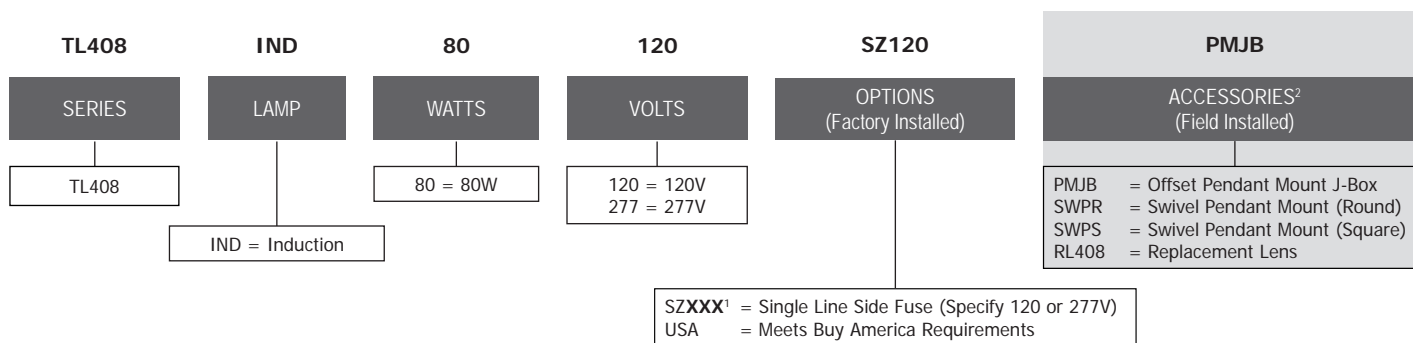 TL408 IND 80 120 SZ120 PMJB
SERIES LAMP WATTS VOLTS OPTIONS (Factory Installed) ACCESSORIES² (Field Installed)
TL408
IND = Induction
80 = 80W
120 = 120V
277 = 277V
SZXXX¹ = Single Line Side Fuse (Specify 120 or 277V)
USA = Meets Buy America Requirements
PMJB = Offset Pendant Mount J-Box
SWPR = Swivel Pendant Mount (Round)
SWPS = Swivel Pendant Mount (Square)
RL408 = Replacement Lens